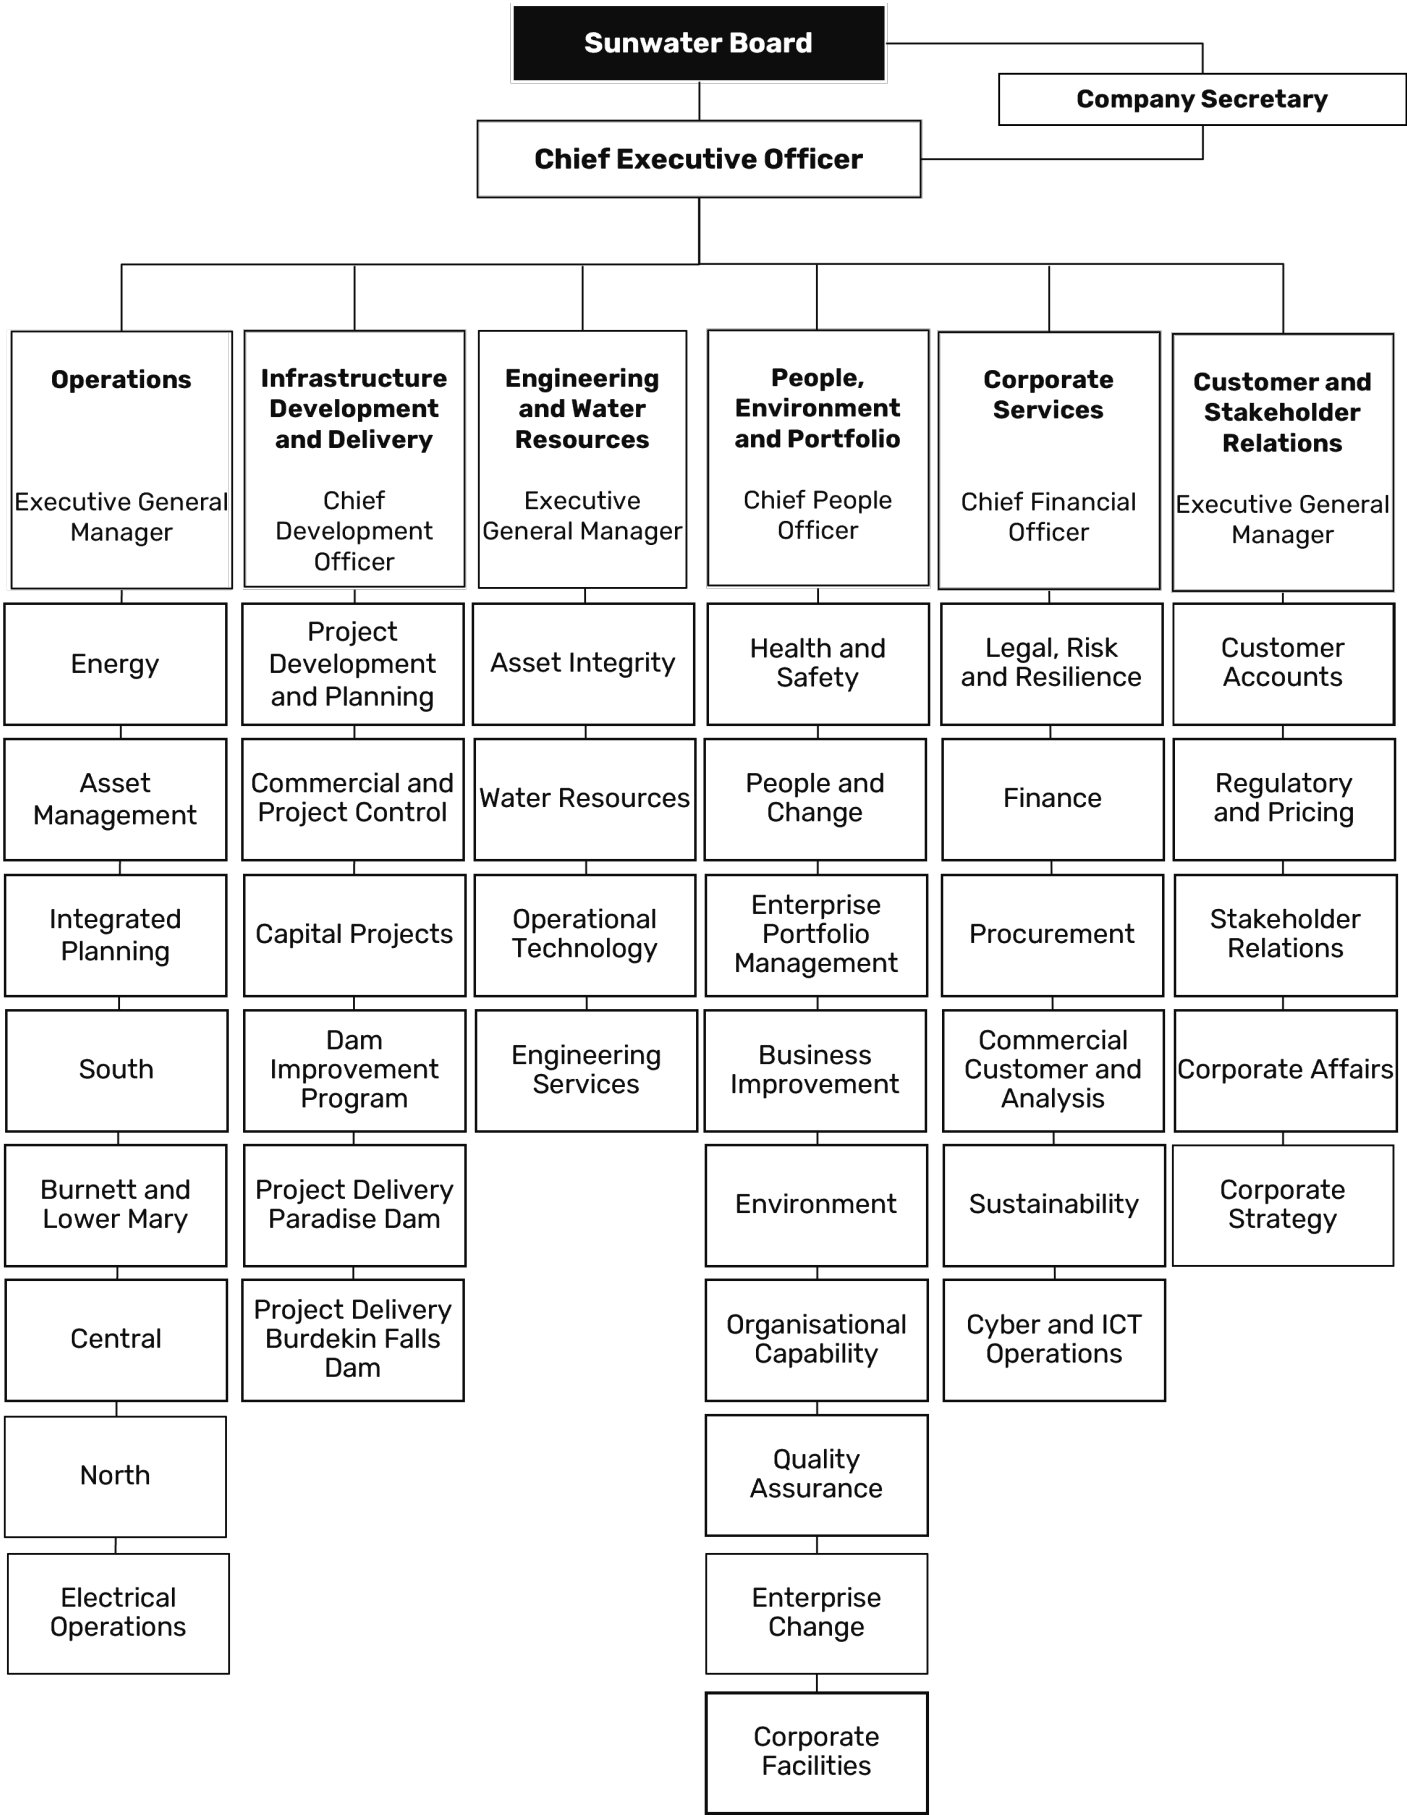 Sunwater Board
Company Secretary
Chief Executive Officer
Operations
Executive General
Manager
Energy
Asset
Management
Integrated
Planning
South
Burnett and
Lower Mary
Central
North
Electrical
Operations
Infrastructure
Development
and Delivery
Chief
Development
Officer
Project
Development
and Planning
Commercial and
Project Control
Capital Projects
Dam
Improvement
Program
Project Delivery
Paradise Dam
Project Delivery
Burdekin Falls
Dam
Engineering
and Water
Resources
Executive
General Manager
Asset Integrity
Water Resources
Operational
Technology
Engineering
Services
People,
Environment
and Portfolio
Chief People
Officer
Health and
Safety
People and
Change
Enterprise
Portfolio
Management
Business
Improvement
Environment
Organisational
Capability
Quality
Assurance
Enterprise
Change
Corporate
Facilities
Corporate
Services
Chief Financial
Officer
Legal, Risk
and Resilience
Finance
Procurement
Commercial
Customer and
Analysis
Sustainability
Cyber and ICT
Operations
Customer and
Stakeholder
Relations
Executive General
Manager
Customer
Accounts
Regulatory
and Pricing
Stakeholder
Relations
Corporate Affairs
Corporate
Strategy